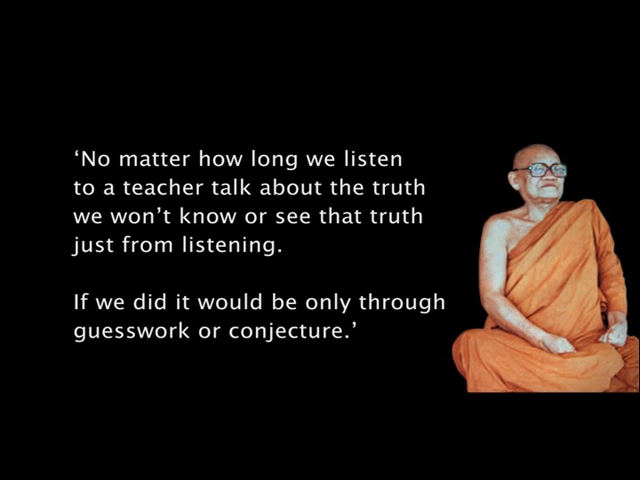 ‘No matter how long we listen
to a teacher talk about the truth
we won’t know or see that truth
just from listening.
If we did it would be only through
guesswork or conjecture.’